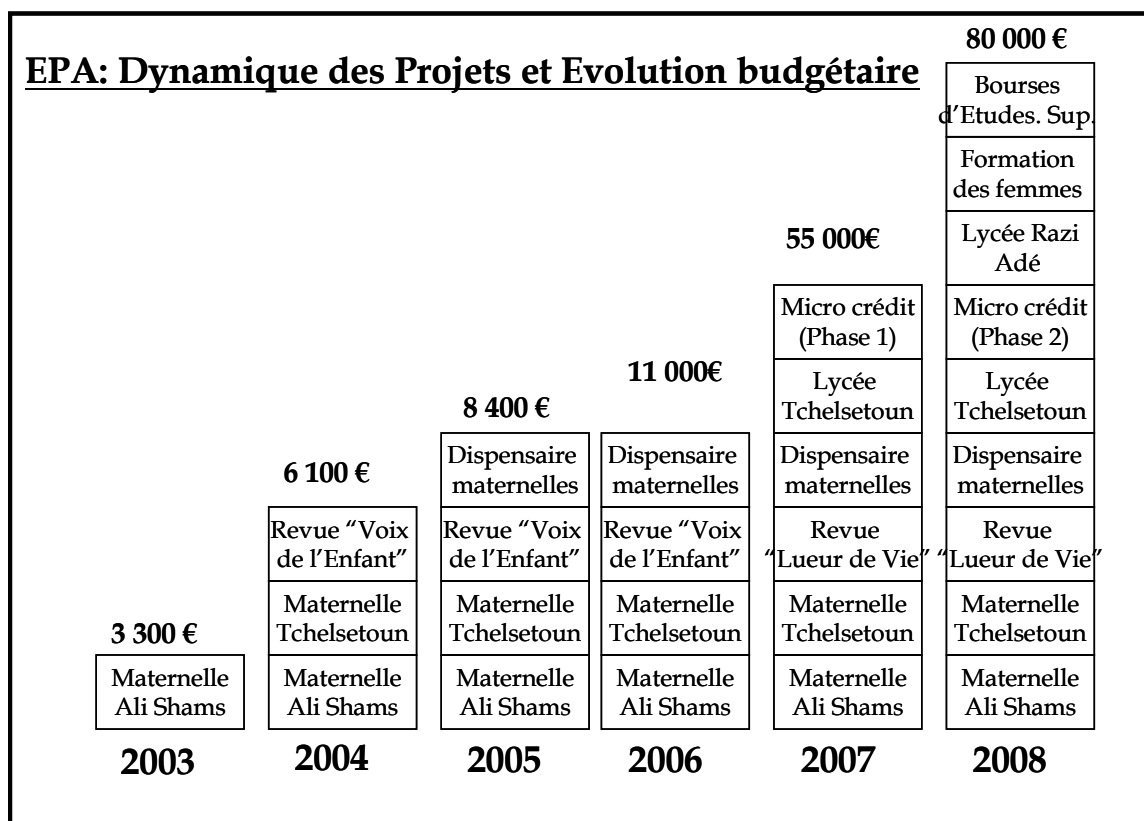 EPA: Dynamique des Projets et Evolution budgétaire
3 300 €
Maternelle
Ali Shams
2003
6 100 €
Revue “Voix
de l’Enfant”
Maternelle
Tchelsetoun
Maternelle
Ali Shams
2004
8 400 €
Dispensaire
maternelles
Revue “Voix
de l’Enfant”
Maternelle
Tchelsetoun
Maternelle
Ali Shams
2005
11 000€
Dispensaire
maternelles
Revue “Voix
de l’Enfant”
Maternelle
Tchelsetoun
Maternelle
Ali Shams
2006
55 000€
Micro crédit
(Phase 1)
Lycée
Tchelsetoun
Dispensaire
maternelles
Revue
“Lueur de Vie”
Maternelle
Tchelsetoun
Maternelle
Ali Shams
2007
80 000 €
Bourses
d’Etudes. Sup.
Formation
des femmes
Lycée Razi
Adé
Micro crédit
(Phase 2)
Lycée
Tchelsetoun
Dispensaire
maternelles
Revue
“Lueur de Vie”
Maternelle
Tchelsetoun
Maternelle
Ali Shams
2008